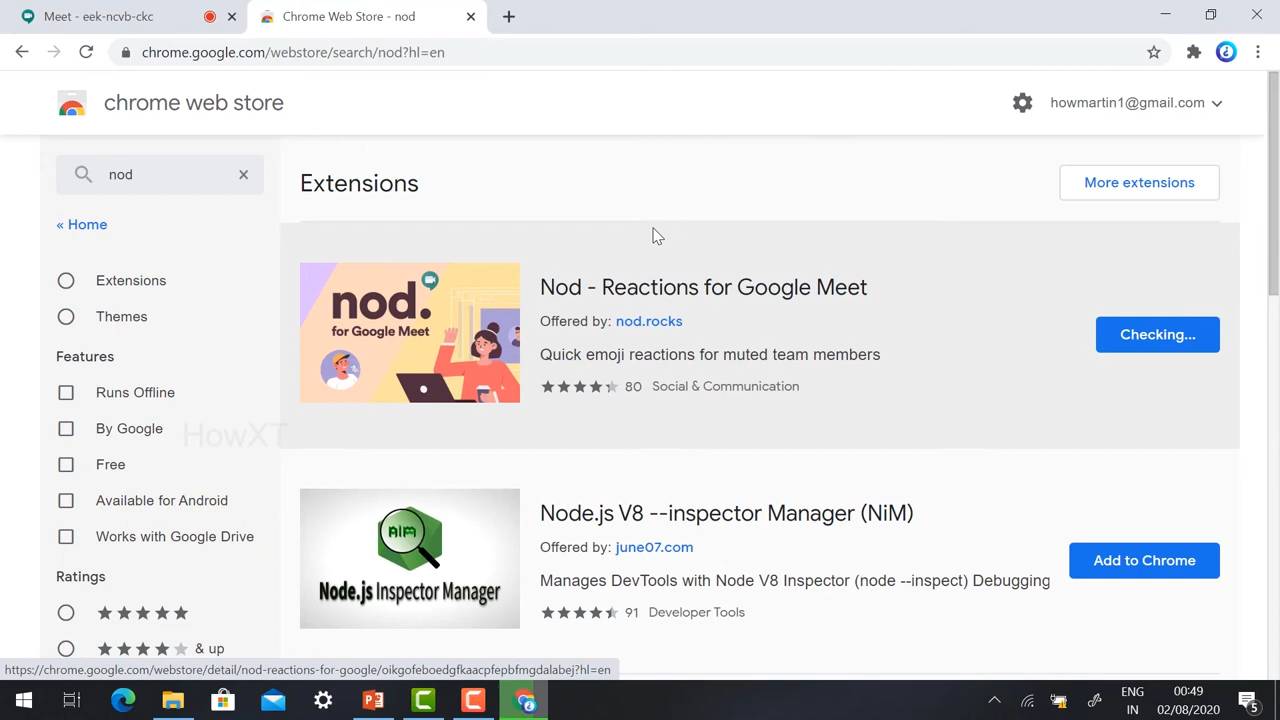 Meet - eek-ncvb-ckc
Chrome Web Store - nod
chrome.google.com/webstore/search/nod?hl=en
chrome web store
howmartin1@gmail.com
nod
« Home
Extensions
Themes
Features
Runs Offline
By Google
Free
Available for Android
Works with Google Drive
Ratings
& up
HowXT
Extensions
More extensions
nod.
for Google Meet
Nod - Reactions for Google Meet
Offered by: nod.rocks
Quick emoji reactions for muted team members
80 Social & Communication
Checking...
NiM
Node.js Inspector Manager
Node.js V8 --inspector Manager (NiM)
Offered by: june07.com
Manages DevTools with Node V8 Inspector (node --inspect) Debugging
91 Developer Tools
Add to Chrome
https://chrome.google.com/webstore/detail/nod-reactions-for-google/oikgofeboedgfkaacpfepbfmgdalabej?hl=en
ENG
IN
00:49
02/08/2020
5